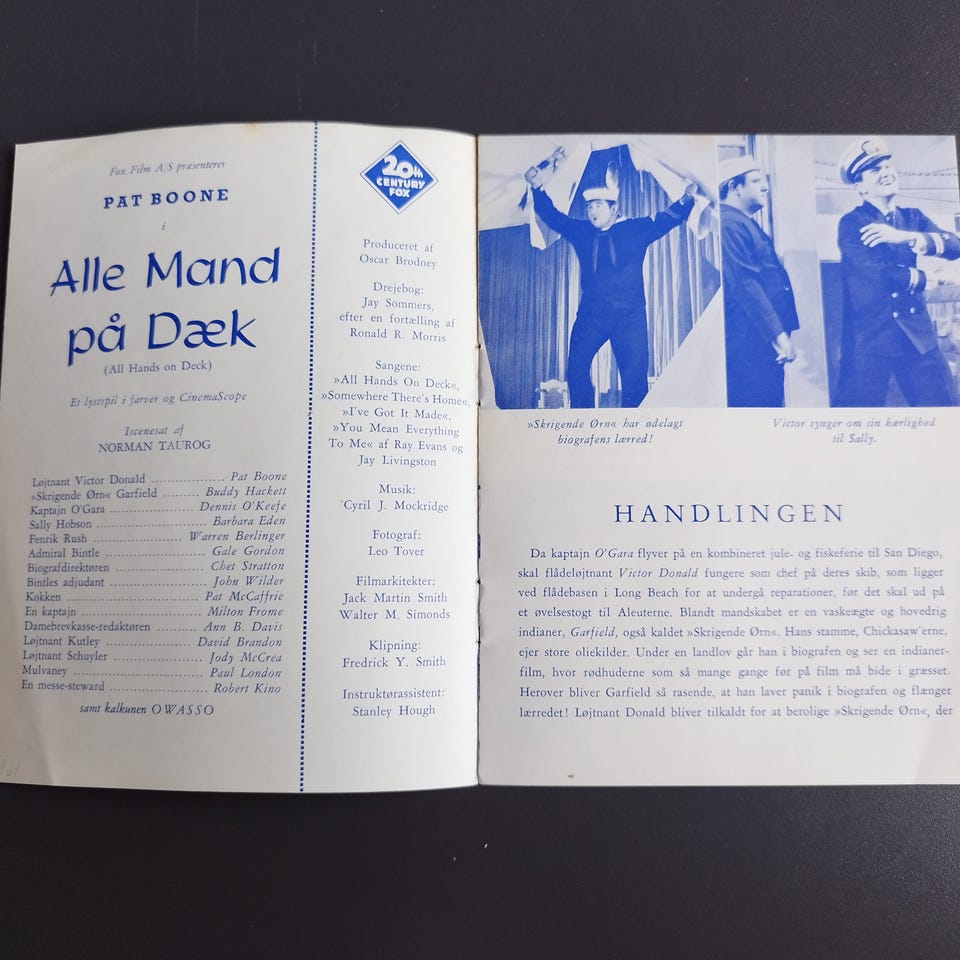 Fox Film A/S præsenterer
PAT BOONE
i
Alle Mand
på Dæk
(All Hands on Deck)
Et lystspil i farver og CinemaScope
Iscenesat af
NORMAN TAUROG
Løjtnant Victor Donald ............ Pat Boone
»Skrigende Ørn« Garfield ........... Buddy Hackett
Kaptajn O'Gara .................. Dennis O'Keefe
Sally Hobson ..................... Barbara Eden
Fenrik Rush .................... Warren Berlinger
Admiral Bintle .................... Gale Gordon
Biografdirektøren ................. Chet Stratton
Bintles adjudant .................. John Wilder
Kokken ........................ Pat McCaffrie
En kaptajn ...................... Milton Frome
Damebrevkasse-redaktøren ......... Ann B. Davis
Løjtnant Kutley ................ David Brandon
Løjtnant Schuyler ................ Jody McCrea
Mulvaney ........................ Paul London
En messe-steward ................. Robert Kino
samt kalkunen OWASSO
20th
CENTURY
FOX
Produceret af
Oscar Brodney
Drejebog:
Jay Sommers,
efter en fortælling af
Ronald R. Morris
Sangene:
»All Hands On Deck«,
»Somewhere There's Home«,
»I've Got It Made«,
»You Mean Everything
To Me« af Ray Evans og
Jay Livingston
Musik:
Cyril J. Mockridge
Fotograf:
Leo Tover
Filmarkitekter:
Jack Martin Smith
Walter M. Simonds
Klipning:
Fredrick Y. Smith
Instruktørassistent:
Stanley Hough
»Skrigende Ørn« har ødelagt
biografens lærred!
Victor synger om sin kærlighed
til Sally.
HANDLINGEN
Da kaptajn O'Gara flyver på en kombineret jule- og fiskeferie til San Diego,
skal flådeløjtnant Victor Donald fungere som chef på deres skib, som ligger
ved flådebasen i Long Beach for at undergå reparationer, før det skal ud på
et øvelsestogt til Aleuterne. Blandt mandskabet er en vaskeægte og hovedrig
indianer, Garfield, også kaldet »Skrigende Ørn«. Hans stamme, Chickasaw'erne,
ejer store oliekilder. Under en landlov går han i biografen og ser en indianer-
film, hvor rødhuderne som så mange gange før på film må bide i græsset.
Herover bliver Garfield så rasende, at han laver panik i biografen og flænger
lærredet! Løjtnant Donald bliver tilkaldt for at berolige »Skrigende Ørn«, der